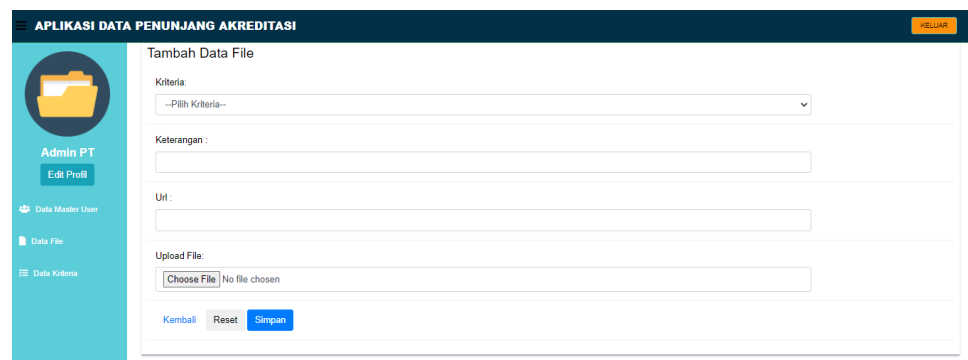 APLIKASI DATA PENUNJANG AKREDITASI
KELUAR
Admin PT
Edit Profil
Data Master User
Data File
Data Kriteria
Tambah Data File
Kriteria:
--Pilih Kriteria--
Keterangan :
Url :
Upload File:
Choose File No file chosen
Kembali Reset Simpan